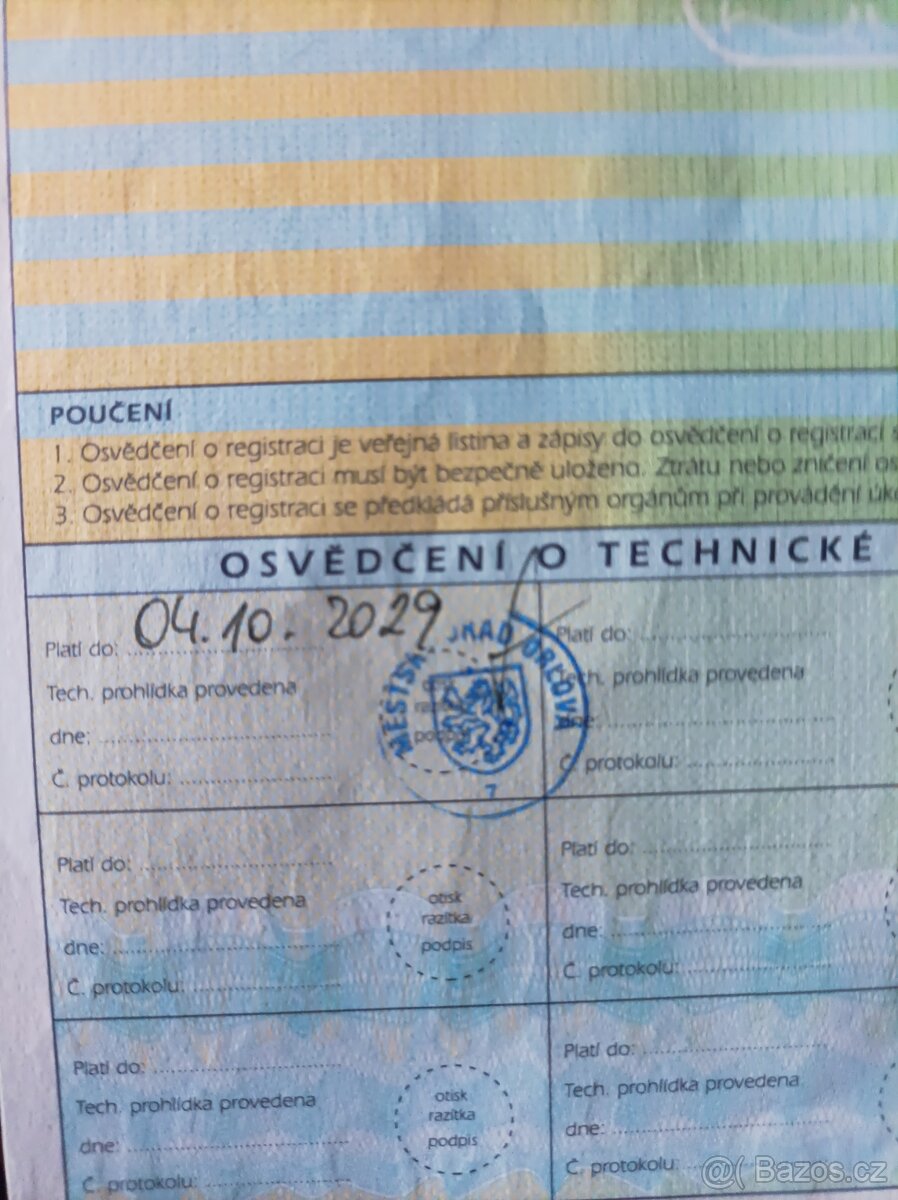 POUČENÍ
1. Osvědčení o registraci je veřejná listina a zápisy do osvědčení o registraci s
2. Osvědčení o registraci musí být bezpečně uloženo. Ztrátu nebo zničení os
3. Osvědčení o registraci se předkládá příslušným orgánům při provádění úk
OSVĚDČENÍ O TECHNICKÉ
Platí do: 04.10.2029
Tech. prohlídka provedena
dne:
Č. protokolu:
MĚSTSKÝ ÚŘAD
7
Platí do:
Tech. prohlídka provedena
dne:
Č. protokolu:
Platí do:
Tech. prohlídka provedena
dne:
Č. protokolu:
otisk
razítka
podpis
Platí do:
Tech. prohlídka provedena
dne:
Č. protokolu:
Platí do:
Tech. prohlídka provedena
dne:
Č. protokolu:
otisk
razítka
podpis
Platí do:
Tech. prohlídka provedena
dne:
Č. protokolu:
@( Bazos.cz